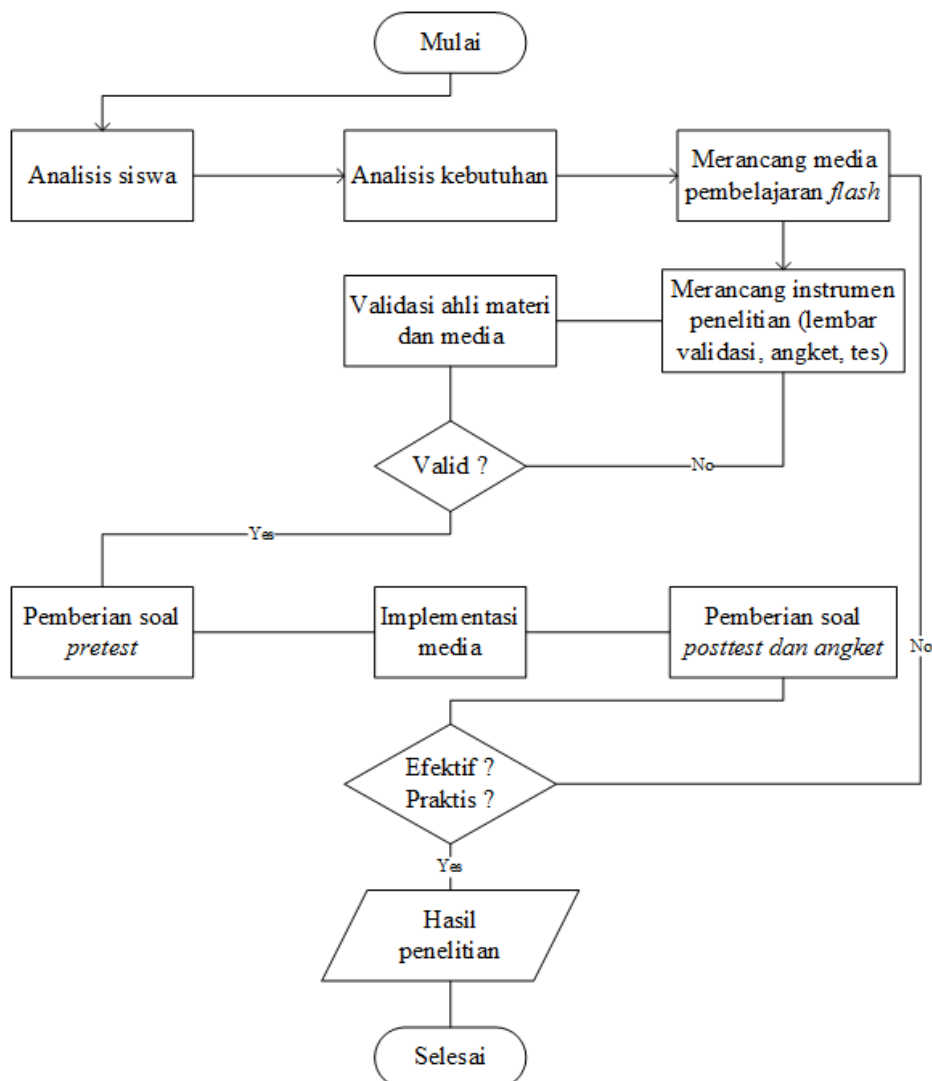 Mulai
Analisis siswa
Analisis kebutuhan
Merancang media
pembelajaran flash
Merancang instrumen
penelitian (lembar
validasi, angket, tes)
Validasi ahli materi
dan media
Valid ?
No
Yes
Pemberian soal
pretest
Implementasi
media
Pemberian soal
posttest dan angket
No
Efektif ?
Praktis ?
Yes
Hasil
penelitian
Selesai